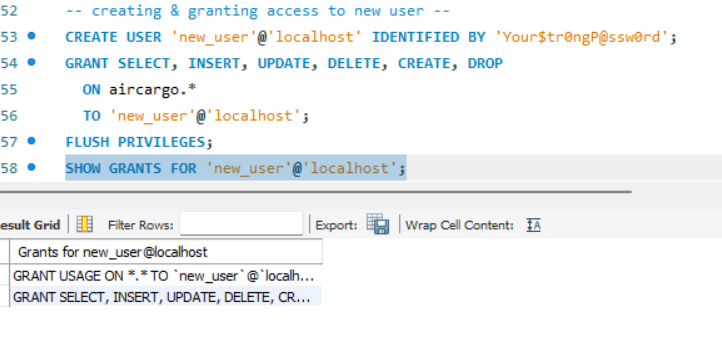 52 -- creating & granting access to new user --
53 CREATE USER 'new_user'@'localhost' IDENTIFIED BY 'Your$tr0ngP@ssw0rd';
54 GRANT SELECT, INSERT, UPDATE, DELETE, CREATE, DROP
55 ON aircargo.*
56 TO 'new_user'@'localhost';
57 FLUSH PRIVILEGES;
58 SHOW GRANTS FOR 'new_user'@'localhost';
esult Grid Filter Rows: Export: Wrap Cell Content: IA
Grants for new_user@localhost
GRANT USAGE ON *.* TO `new_user`@`localh...
GRANT SELECT, INSERT, UPDATE, DELETE, CR...